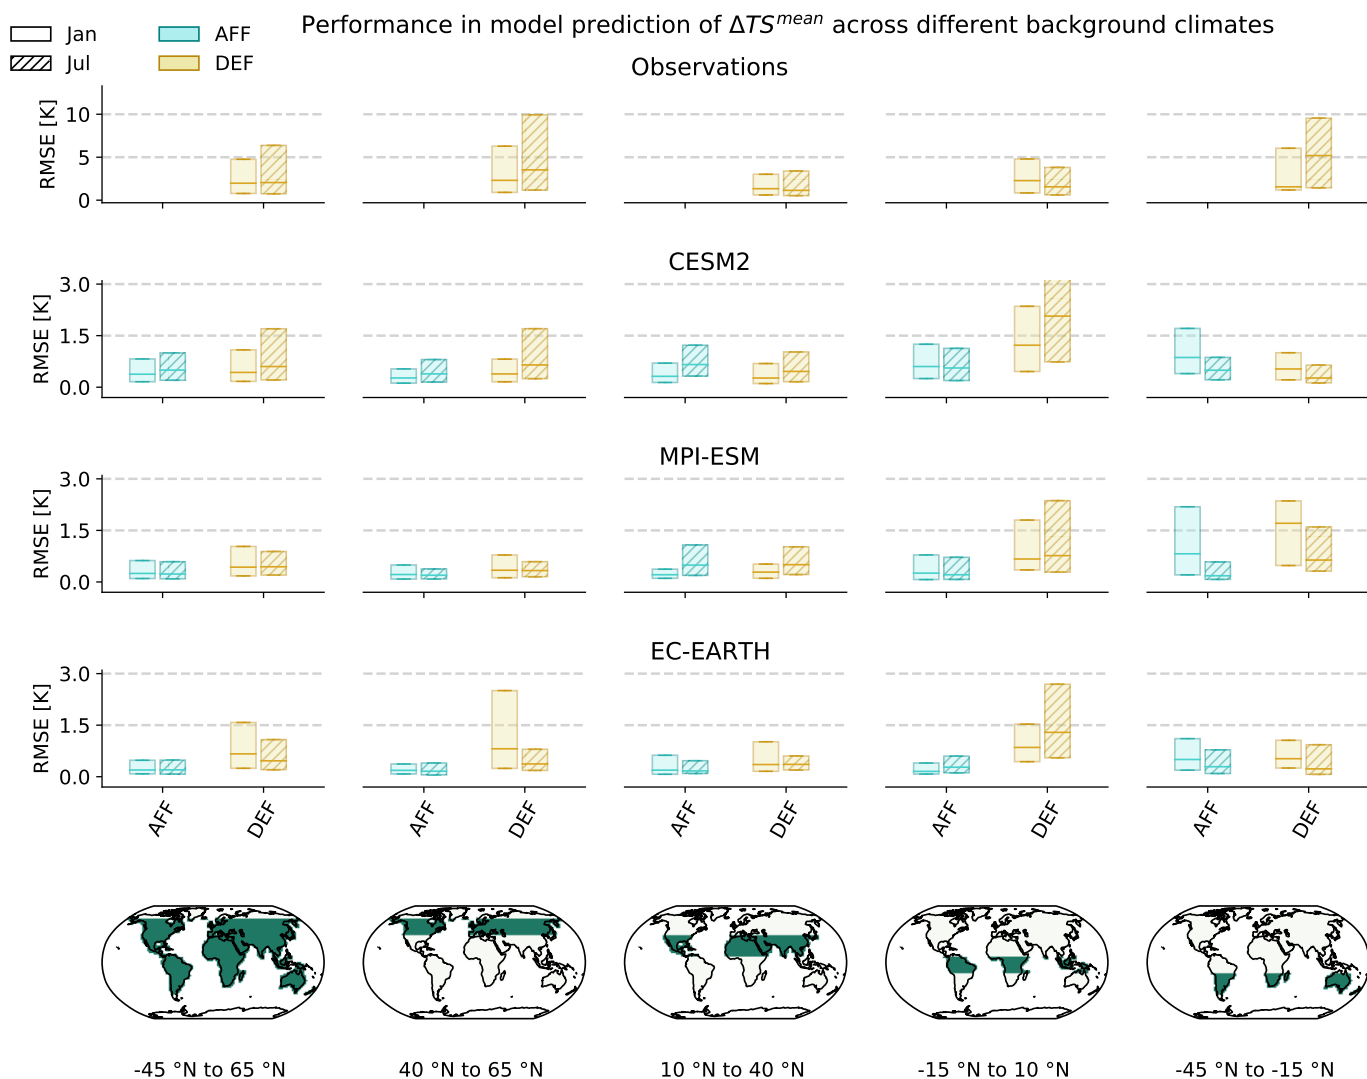 Performance in model prediction of ΔTS^mean across different background climates
Jan
AFF
Jul
DEF
Observations
RMSE [K]
10
5
0
CESM2
RMSE [K]
3.0
1.5
0.0
MPI-ESM
RMSE [K]
3.0
1.5
0.0
EC-EARTH
RMSE [K]
3.0
1.5
0.0
AFF DEF AFF DEF AFF DEF AFF DEF AFF DEF
-45 °N to 65 °N 40 °N to 65 °N 10 °N to 40 °N -15 °N to 10 °N -45 °N to -15 °N